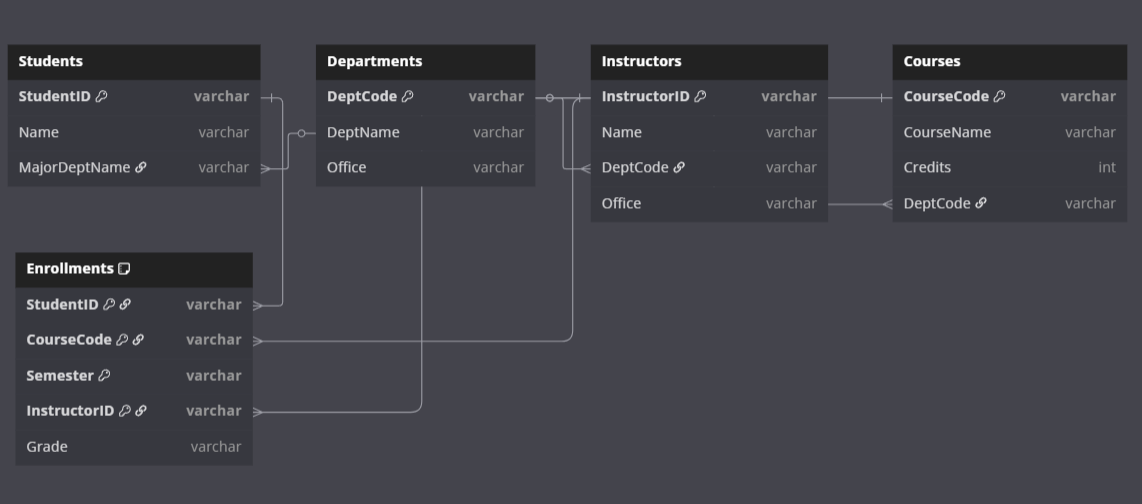 Students
StudentID varchar
Name varchar
MajorDeptName varchar
Departments
DeptCode varchar
DeptName varchar
Office varchar
Instructors
InstructorID varchar
Name varchar
DeptCode varchar
Office varchar
Courses
CourseCode varchar
CourseName varchar
Credits int
DeptCode varchar
Enrollments
StudentID varchar
CourseCode varchar
Semester varchar
InstructorID varchar
Grade varchar